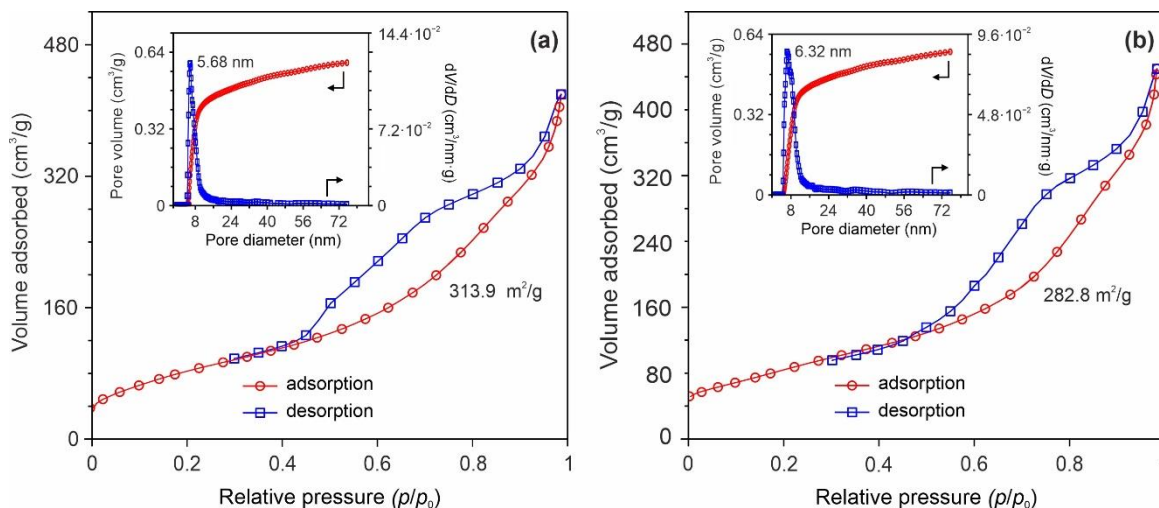 (a)
Volume adsorbed (cm³/g)
480
320
160
0
0
0.2
0.4
0.6
0.8
1
Relative pressure (p/p₀)
313.9 m²/g
adsorption
desorption
Pore volume (cm³/g)
0.64
0.32
0
5.68 nm
14.4·10⁻²
7.2·10⁻²
0
dV/dD (cm³/nm·g)
8
24
40
56
72
Pore diameter (nm)
(b)
Volume adsorbed (cm³/g)
480
400
320
240
160
80
0
0
0.2
0.4
0.6
0.8
Relative pressure (p/p₀)
282.8 m²/g
adsorption
desorption
Pore volume (cm³/g)
0.64
0.32
0
6.32 nm
9.6·10⁻²
4.8·10⁻²
0
dV/dD (cm³/nm·g)
8
24
40
56
72
Pore diameter (nm)